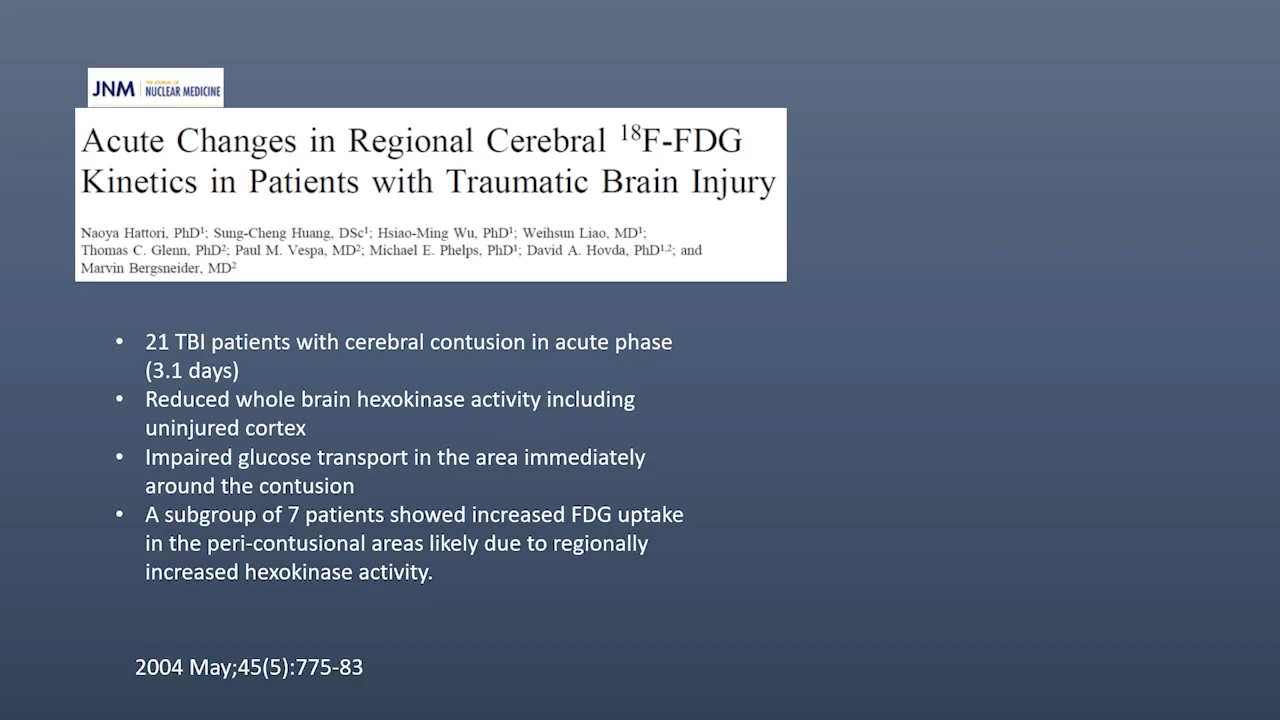 JNM THE JOURNAL OF
NUCLEAR MEDICINE
Acute Changes in Regional Cerebral ¹⁸F-FDG
Kinetics in Patients with Traumatic Brain Injury
Naoya Hattori, PhD¹; Sung-Cheng Huang, DSc¹; Hsiao-Ming Wu, PhD¹; Weihsun Liao, MD¹;
Thomas C. Glenn, PhD²; Paul M. Vespa, MD²; Michael E. Phelps, PhD¹; David A. Hovda, PhD¹,²; and
Marvin Bergsneider, MD²
• 21 TBI patients with cerebral contusion in acute phase
(3.1 days)
• Reduced whole brain hexokinase activity including
uninjured cortex
• Impaired glucose transport in the area immediately
around the contusion
• A subgroup of 7 patients showed increased FDG uptake
in the peri-contusional areas likely due to regionally
increased hexokinase activity.
2004 May;45(5):775-83